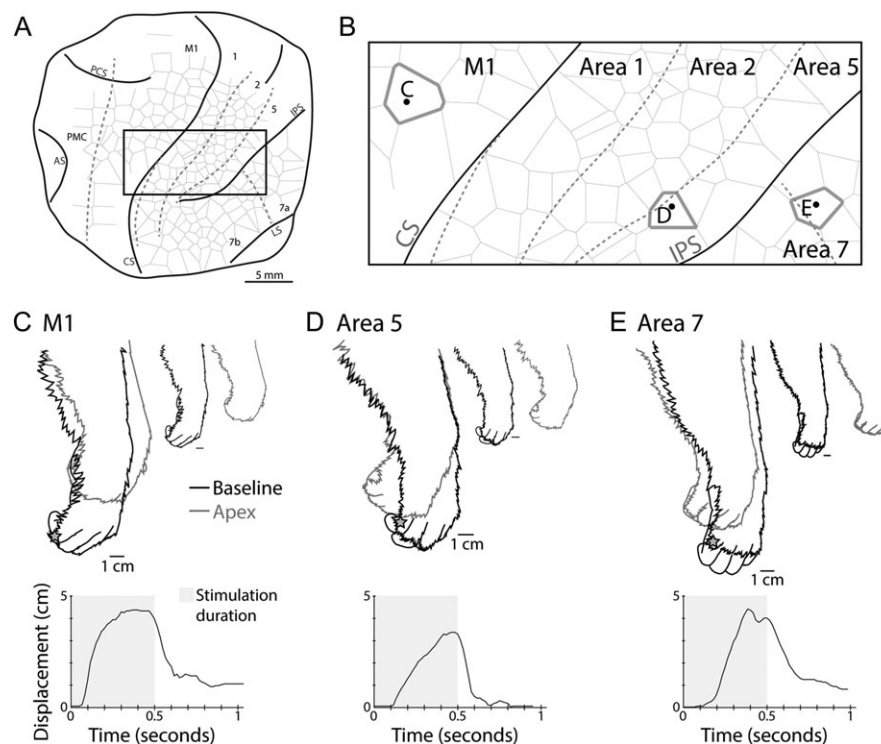 A
PCS
M1
1
2
5
IPS
PMC
AS
7a
LS
7b
CS
5 mm
B
M1
Area 1
Area 2
Area 5
C
D
E
CS
IPS
Area 7
C M1
Baseline
Apex
1 cm
D Area 5
1 cm
E Area 7
1 cm
Displacement (cm)
5
0
0
0.5
1
Time (seconds)
Stimulation
duration
5
0
0
0.5
1
Time (seconds)
5
0
0
0.5
1
Time (seconds)